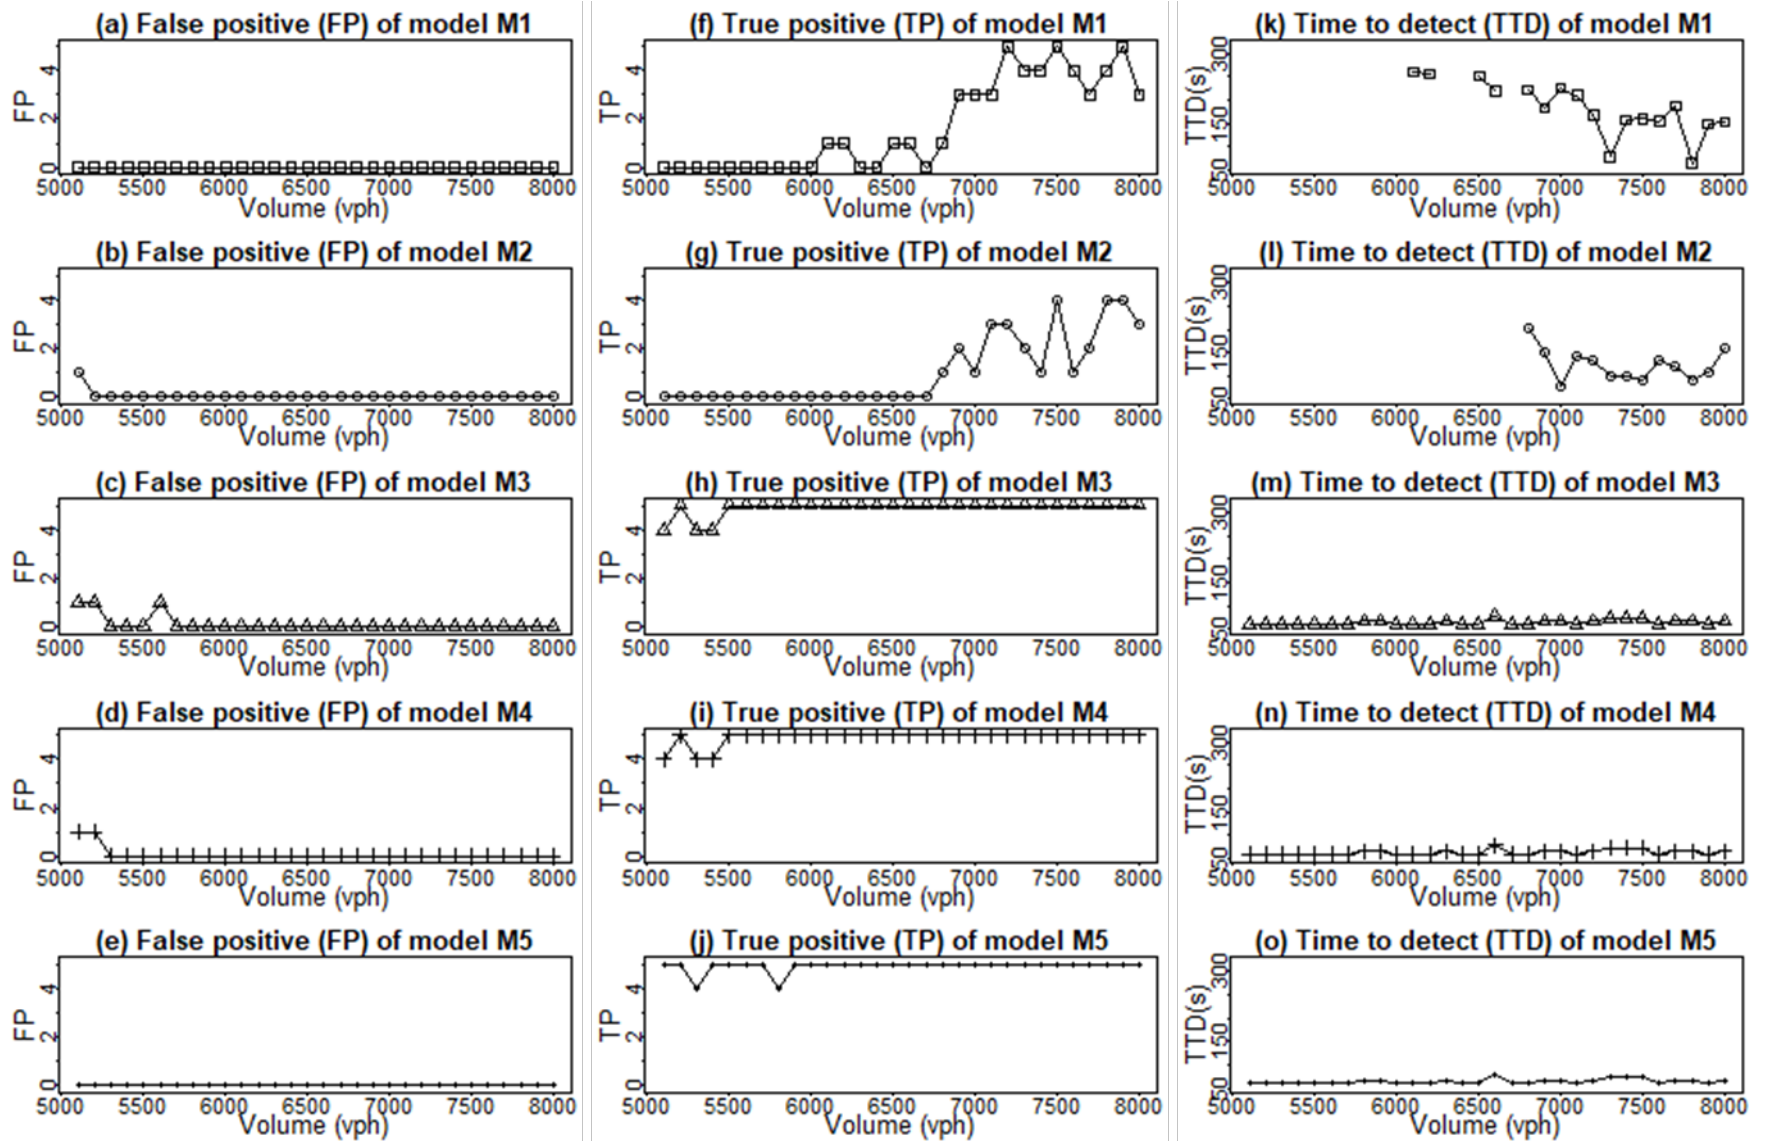 (a) False positive (FP) of model M1
FP
0 2 4
5000 5500 6000 6500 7000 7500 8000
Volume (vph)
(f) True positive (TP) of model M1
TP
0 2 4
5000 5500 6000 6500 7000 7500 8000
Volume (vph)
(k) Time to detect (TTD) of model M1
TTD(s)
50 150 300
5000 5500 6000 6500 7000 7500 8000
Volume (vph)
(b) False positive (FP) of model M2
FP
0 2 4
5000 5500 6000 6500 7000 7500 8000
Volume (vph)
(g) True positive (TP) of model M2
TP
0 2 4
5000 5500 6000 6500 7000 7500 8000
Volume (vph)
(l) Time to detect (TTD) of model M2
TTD(s)
50 150 300
5000 5500 6000 6500 7000 7500 8000
Volume (vph)
(c) False positive (FP) of model M3
FP
0 2 4
5000 5500 6000 6500 7000 7500 8000
Volume (vph)
(h) True positive (TP) of model M3
TP
0 2 4
5000 5500 6000 6500 7000 7500 8000
Volume (vph)
(m) Time to detect (TTD) of model M3
TTD(s)
50 150 300
5000 5500 6000 6500 7000 7500 8000
Volume (vph)
(d) False positive (FP) of model M4
FP
0 2 4
5000 5500 6000 6500 7000 7500 8000
Volume (vph)
(i) True positive (TP) of model M4
TP
0 2 4
5000 5500 6000 6500 7000 7500 8000
Volume (vph)
(n) Time to detect (TTD) of model M4
TTD(s)
50 150 300
5000 5500 6000 6500 7000 7500 8000
Volume (vph)
(e) False positive (FP) of model M5
FP
0 2 4
5000 5500 6000 6500 7000 7500 8000
Volume (vph)
(j) True positive (TP) of model M5
TP
0 2 4
5000 5500 6000 6500 7000 7500 8000
Volume (vph)
(o) Time to detect (TTD) of model M5
TTD(s)
50 150 300
5000 5500 6000 6500 7000 7500 8000
Volume (vph)